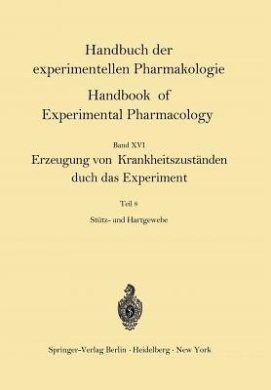 Handbuch der
experimentellen Pharmakologie
Handbook of
Experimental Pharmacology
Band XVI
Erzeugung von Krankheitszuständen
duch das Experiment
Teil 8
Stütz- und Hartgewebe
Springer-Verlag Berlin · Heidelberg · New York